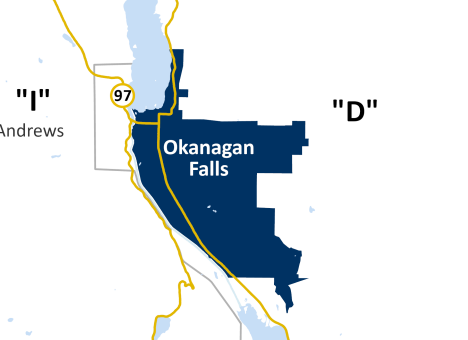 97
"I"
"D"
Andrews
Okanagan
Falls